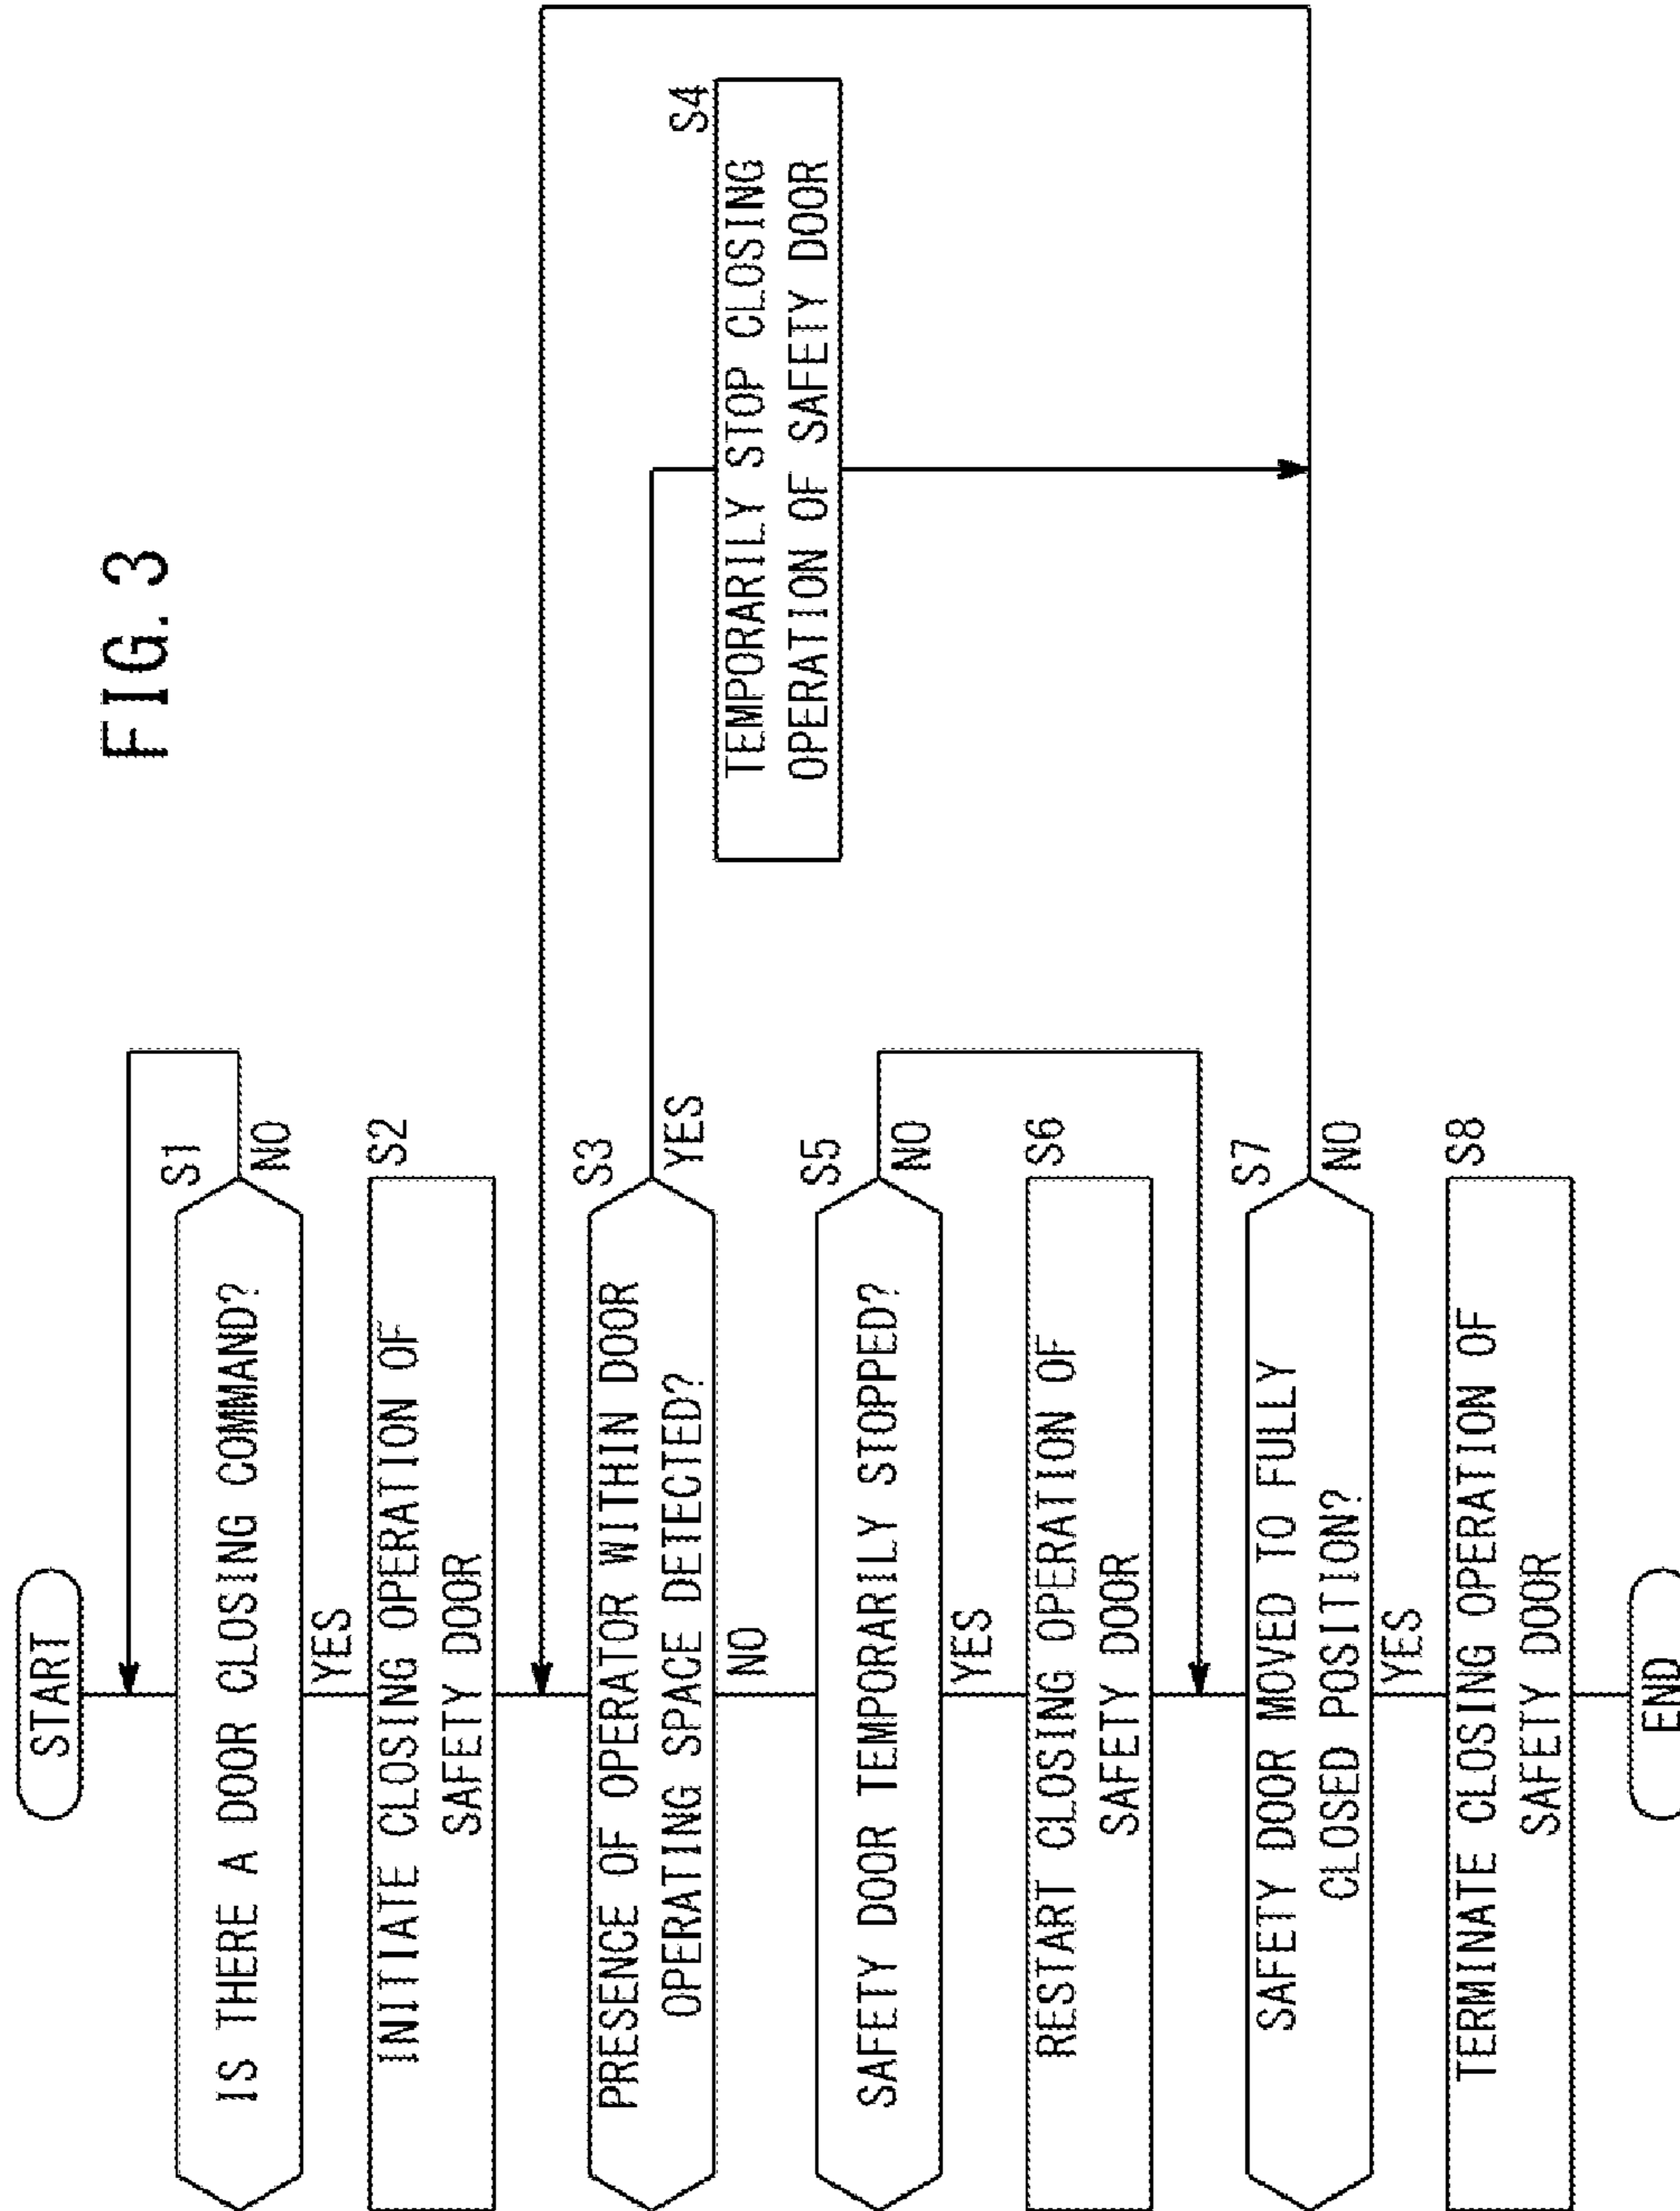 FIG. 3
START
S1
IS THERE A DOOR CLOSING COMMAND?
NO
YES
S2
INITIATE CLOSING OPERATION OF
SAFETY DOOR
S3
PRESENCE OF OPERATOR WITHIN DOOR
OPERATING SPACE DETECTED?
YES
NO
S4
TEMPORARILY STOP CLOSING
OPERATION OF SAFETY DOOR
S5
SAFETY DOOR TEMPORARILY STOPPED?
NO
YES
S6
RESTART CLOSING OPERATION OF
SAFETY DOOR
S7
SAFETY DOOR MOVED TO FULLY
CLOSED POSITION?
NO
YES
S8
TERMINATE CLOSING OPERATION OF
SAFETY DOOR
END